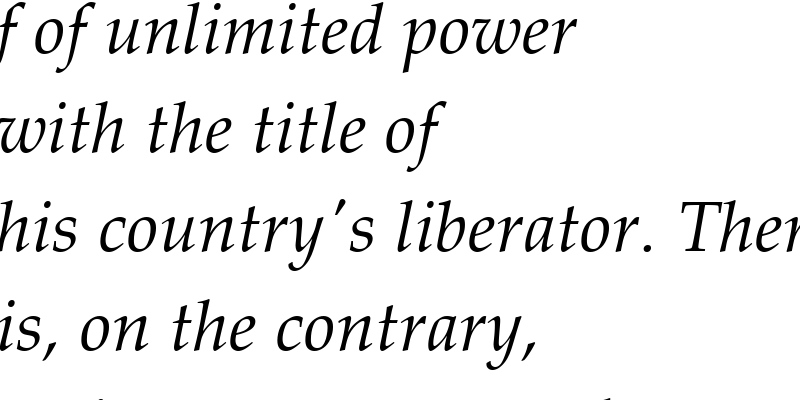 f of unlimited power
with the title of
his country's liberator. Ther
is, on the contrary,